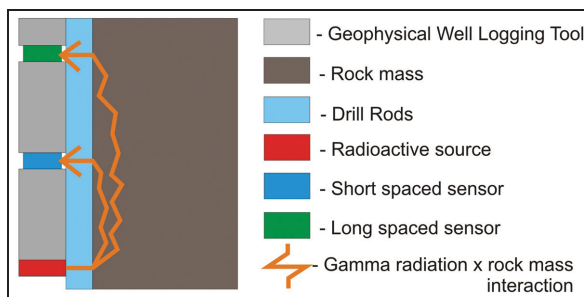 - Geophysical Well Logging Tool
- Rock mass
- Drill Rods
- Radioactive source
- Short spaced sensor
- Long spaced sensor
- Gamma radiation x rock mass
interaction